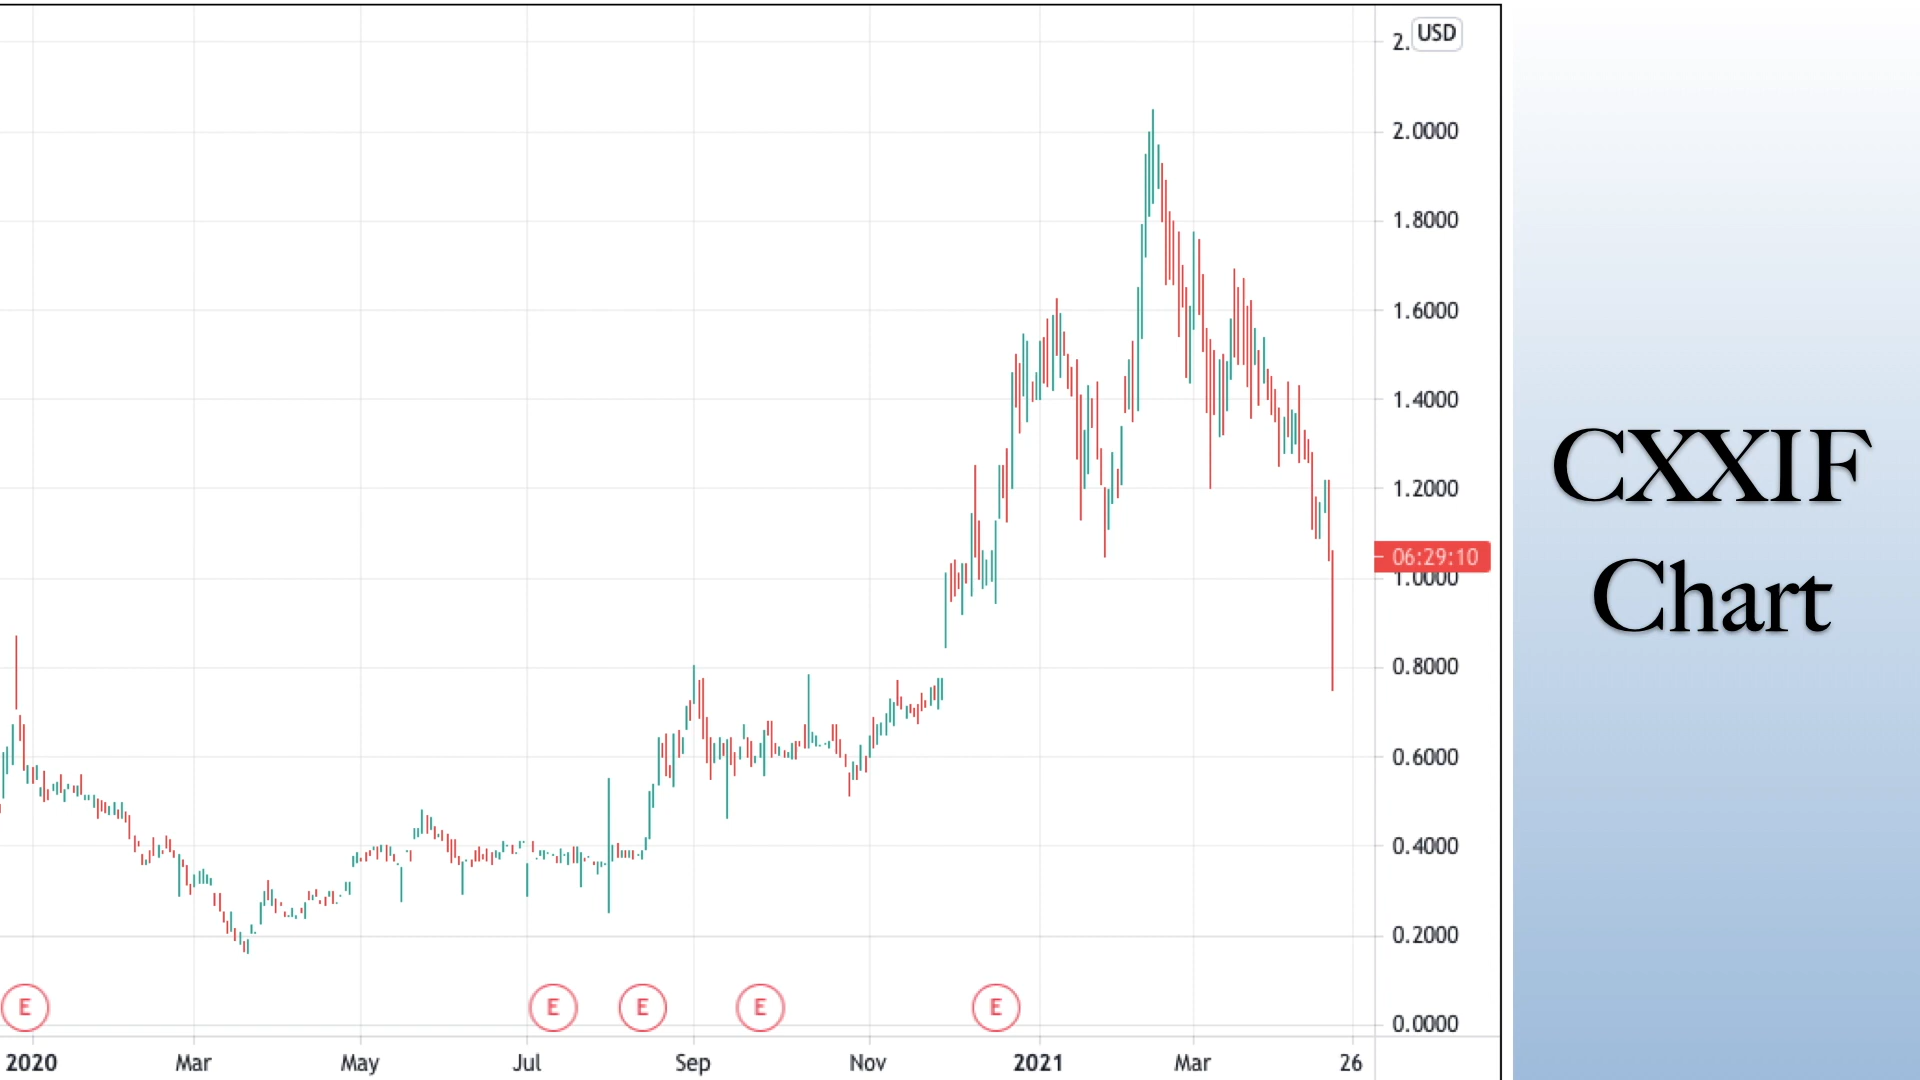 2. USD
2.0000
1.8000
1.6000
1.4000
1.2000
06:29:10
1.0000
0.8000
0.6000
0.4000
0.2000
0.0000
E E E E E
2020 Mar May Jul Sep Nov 2021 Mar 26
CXXIF
Chart